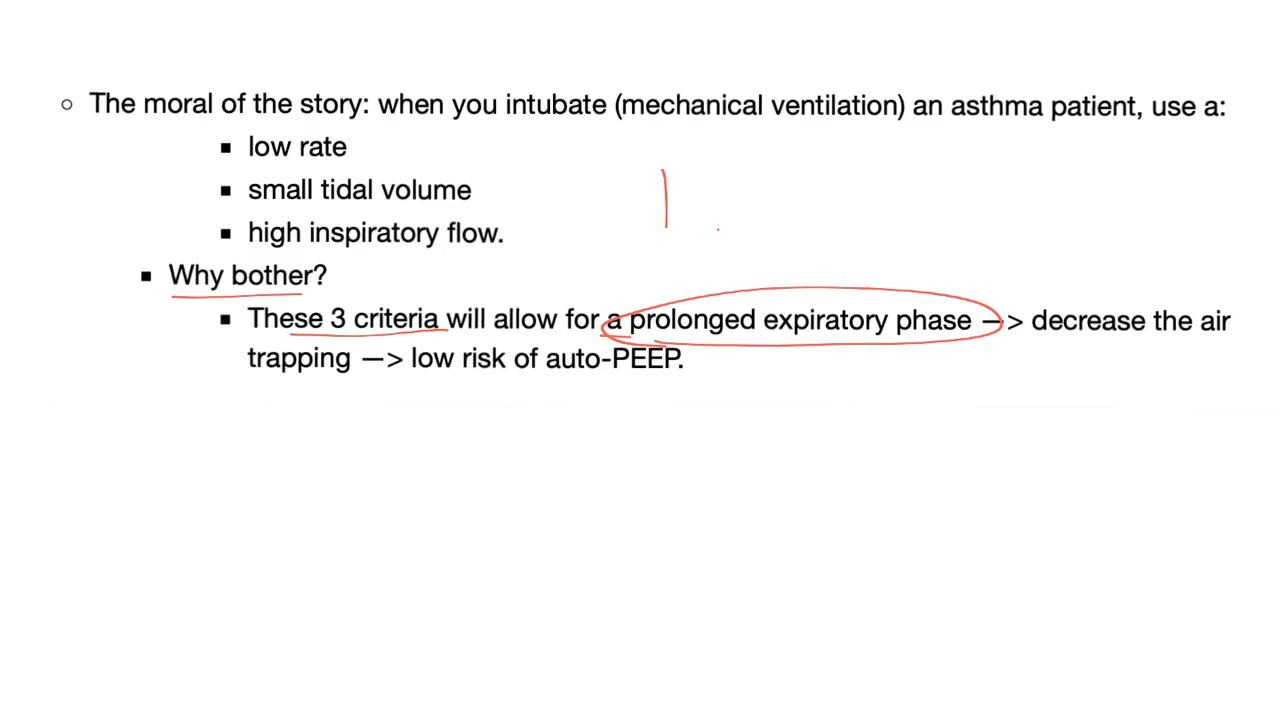 The moral of the story: when you intubate (mechanical ventilation) an asthma patient, use a:
low rate
small tidal volume
high inspiratory flow.
Why bother?
These 3 criteria will allow for a prolonged expiratory phase —> decrease the air
trapping —> low risk of auto-PEEP.